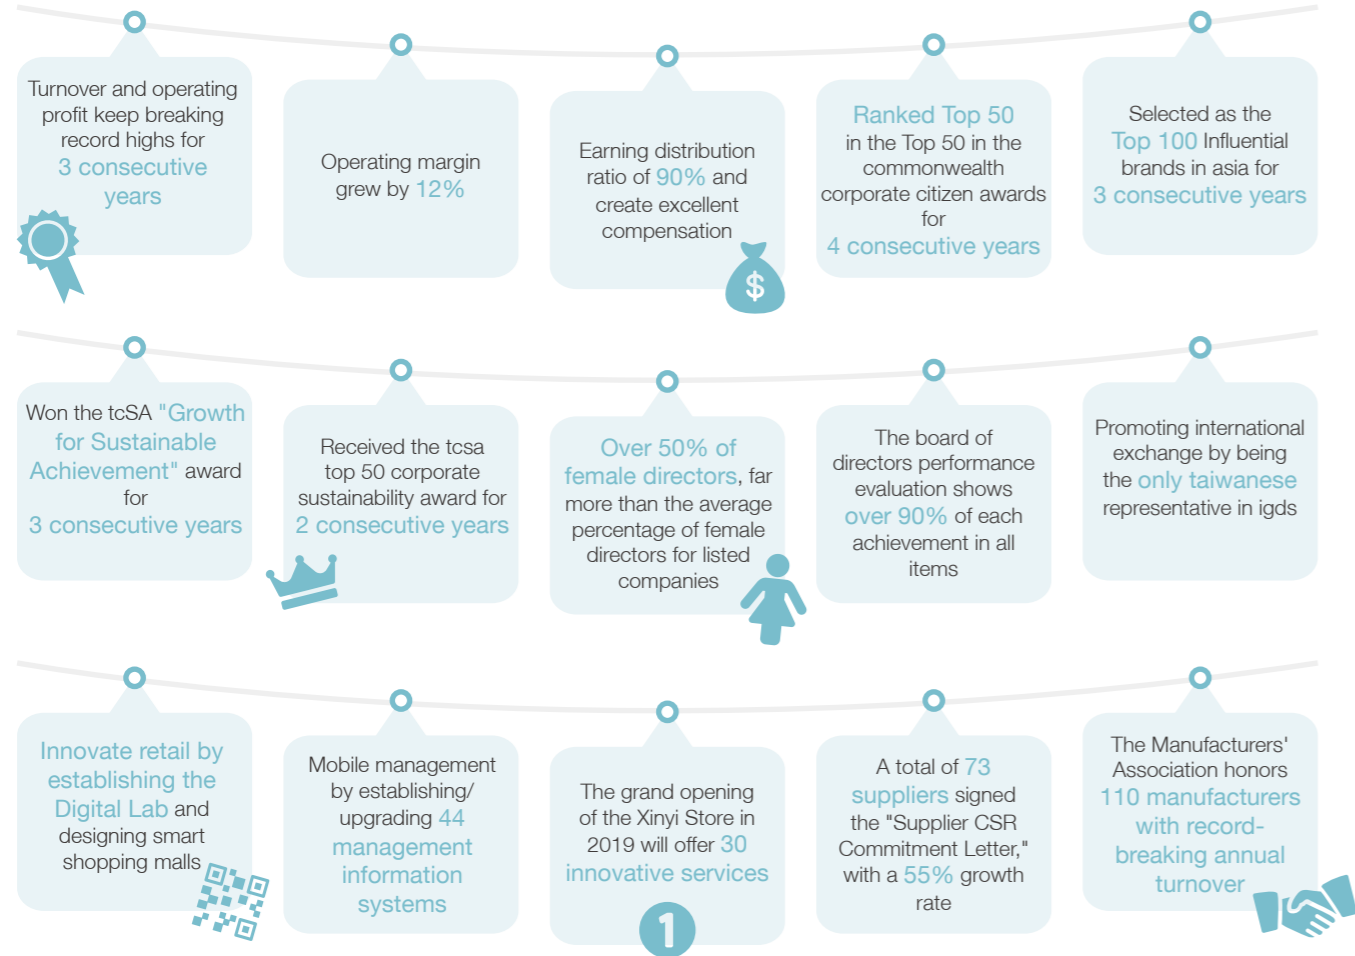 Turnover and operating
profit keep breaking
record highs for
3 consecutive
years
Operating margin
grew by 12%
Earning distribution
ratio of 90% and
create excellent
compensation
$
Ranked Top 50
in the Top 50 in the
commonwealth
corporate citizen awards
for
4 consecutive years
Selected as the
Top 100 Influential
brands in asia for
3 consecutive years
Won the tcSA "Growth
for Sustainable
Achievement" award
for
3 consecutive years
Received the tcsa
top 50 corporate
sustainability award for
2 consecutive years
Over 50% of
female directors, far
more than the average
percentage of female
directors for listed
companies
The board of
directors performance
evaluation shows
over 90% of each
achievement in all
items
Promoting international
exchange by being
the only taiwanese
representative in igds
Innovate retail by
establishing the
Digital Lab and
designing smart
shopping malls
Mobile management
by establishing/
upgrading 44
management
information
systems
The grand opening
of the Xinyi Store in
2019 will offer 30
innovative services
1
A total of 73
suppliers signed
the "Supplier CSR
Commitment Letter,"
with a 55% growth
rate
The Manufacturers'
Association honors
110 manufacturers
with record-
breaking annual
turnover